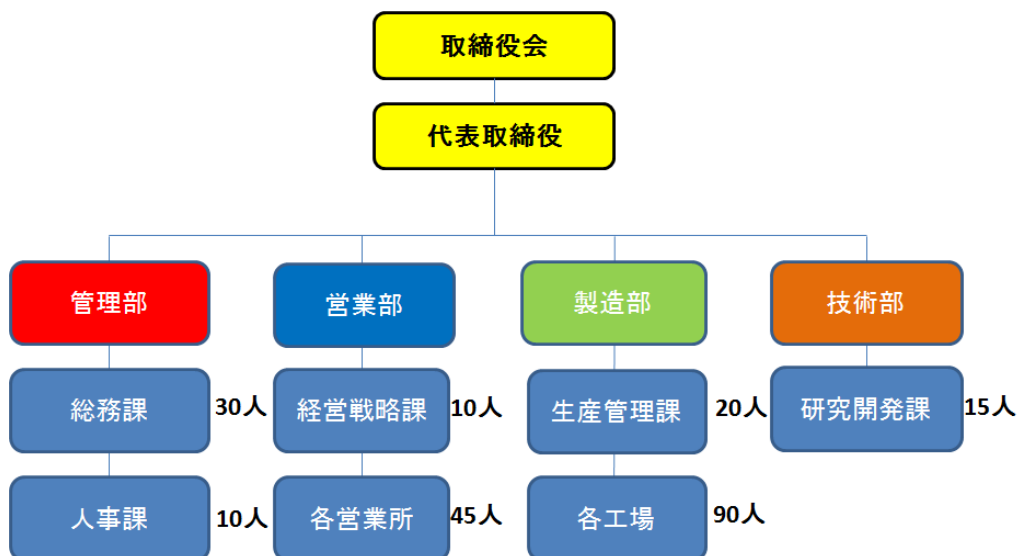 取締役会
代表取締役
管理部
営業部
製造部
技術部
総務課 30人
経営戦略課 10人
生産管理課 20人
研究開発課 15人
人事課 10人
各営業所 45人
各工場 90人